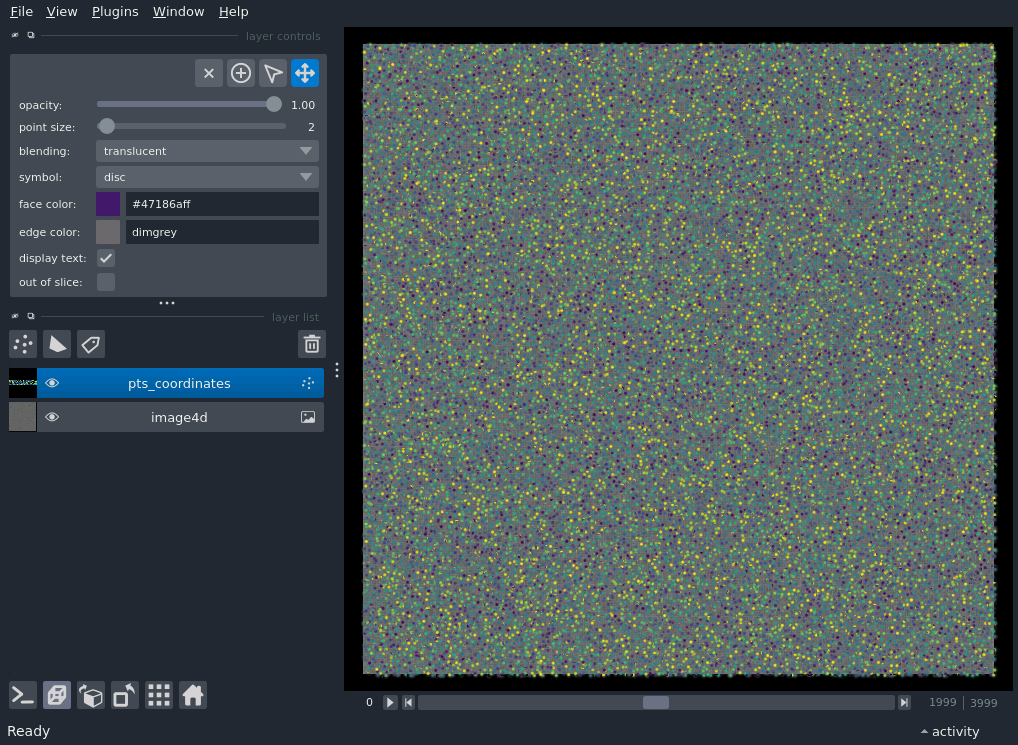 File View Plugins Window Help
layer controls
opacity: 1.00
point size: 2
blending: translucent
symbol: disc
face color: #47186aff
edge color: dimgrey
display text:
out of slice:
layer list
pts_coordinates
image4d
0 1999 3999
Ready activity